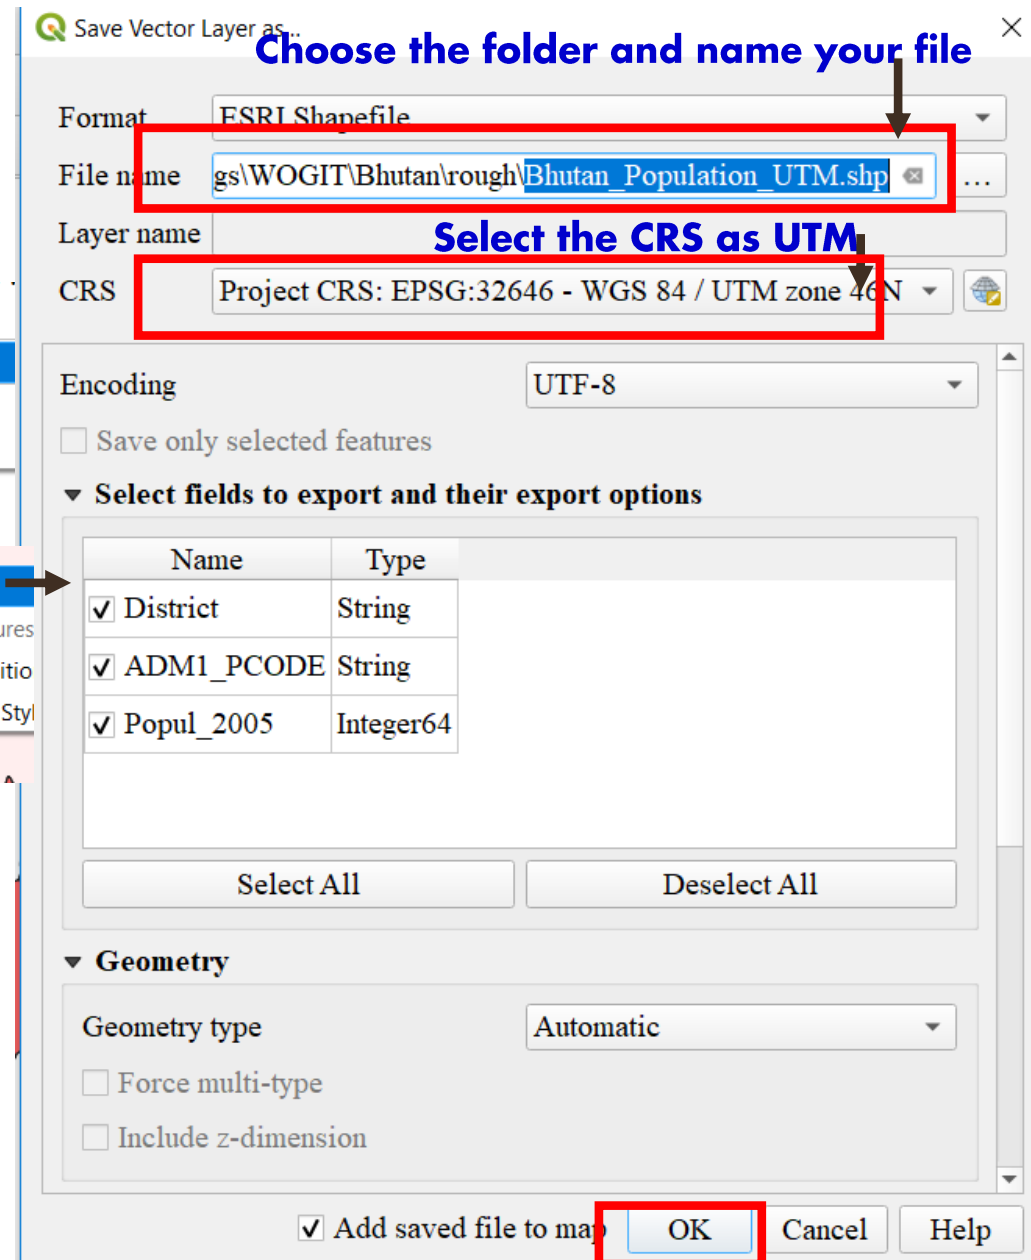 Save Vector Layer as...
Choose the folder and name your file
Format ESRI Shapefile
File name gs\WOGIT\Bhutan\rough\Bhutan_Population_UTM.shp ...
Layer name
Select the CRS as UTM
CRS Project CRS: EPSG:32646 - WGS 84 / UTM zone 46N
Encoding UTF-8
Save only selected features
Select fields to export and their export options
Name Type
District String
ures
ADM1_PCODE String
itio
Styl
Popul_2005 Integer64
Select All Deselect All
Geometry
Geometry type Automatic
Force multi-type
Include z-dimension
Add saved file to map OK Cancel Help